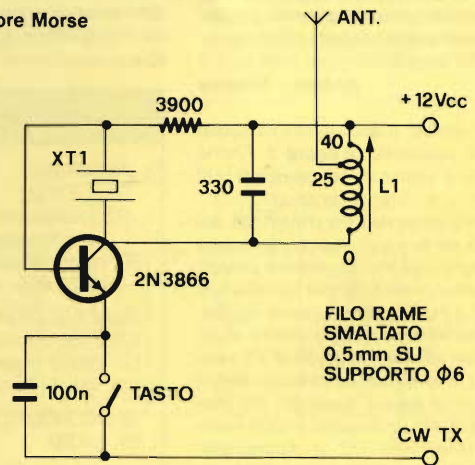 ore Morse
ANT.
3900
+12Vcc
XT1
40
330
25
L1
0
2N3866
FILO RAME
SMALTATO
0.5mm SU
SUPPORTO ϕ6
100n
TASTO
CW TX